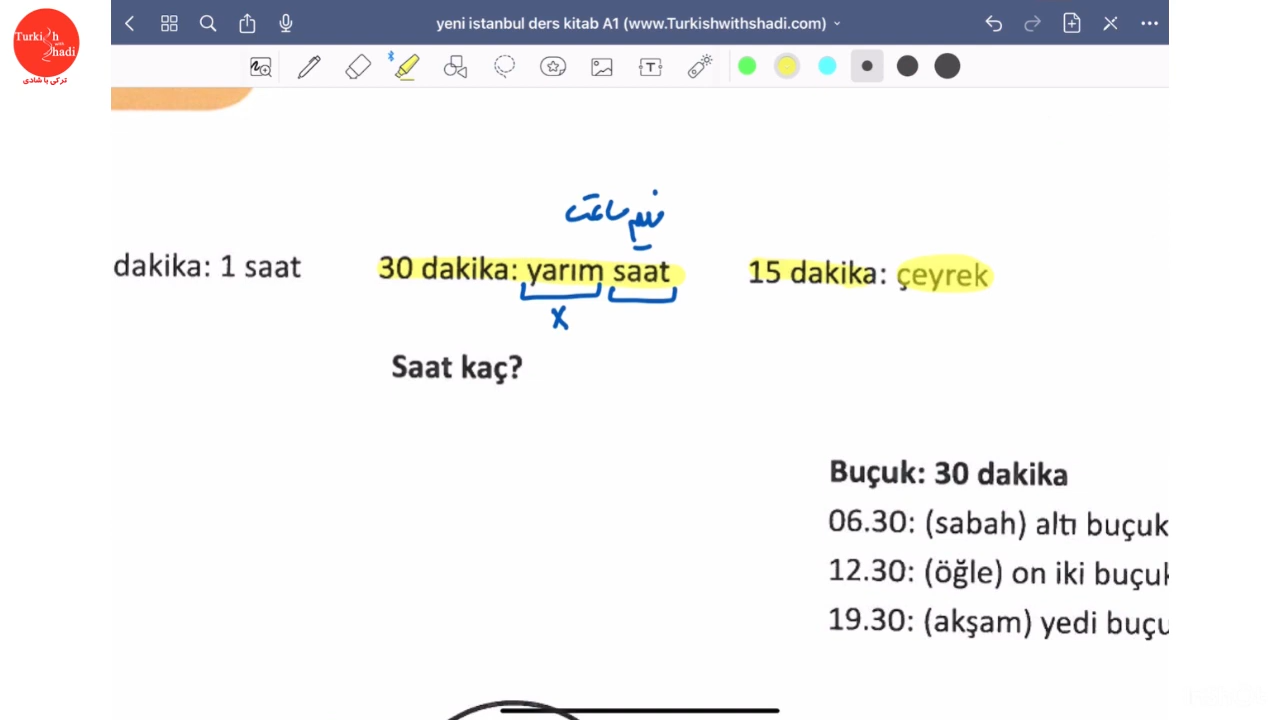 yeni istanbul ders kitab A1 (www.Turkishwithshadi.com)
Turkish
with
Shadi
ترکی با شادی
T
نیم ساعت
dakika: 1 saat
30 dakika: yarım saat
15 dakika: çeyrek
x
Saat kaç?
Buçuk: 30 dakika
06.30: (sabah) altı buçuk
12.30: (öğle) on iki buçuk
19.30: (akşam) yedi buçu